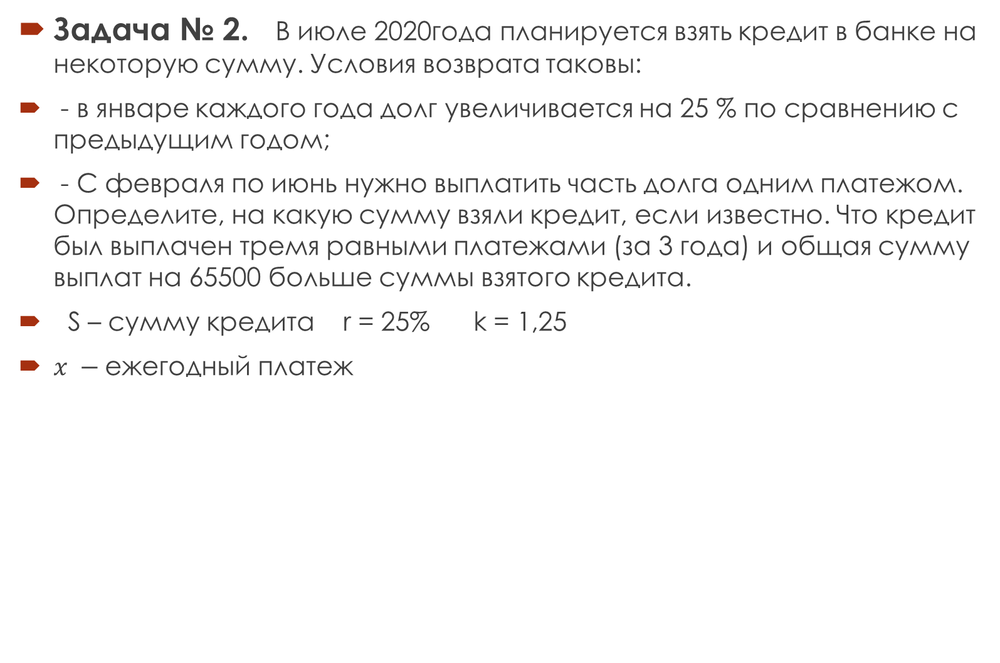 Задача № 2. В июле 2020года планируется взять кредит в банке на
некоторую сумму. Условия возврата таковы:
- в январе каждого года долг увеличивается на 25 % по сравнению с
предыдущим годом;
- С февраля по июнь нужно выплатить часть долга одним платежом.
Определите, на какую сумму взяли кредит, если известно. Что кредит
был выплачен тремя равными платежами (за 3 года) и общая сумму
выплат на 65500 больше суммы взятого кредита.
S – сумму кредита r = 25% k = 1,25
x – ежегодный платеж